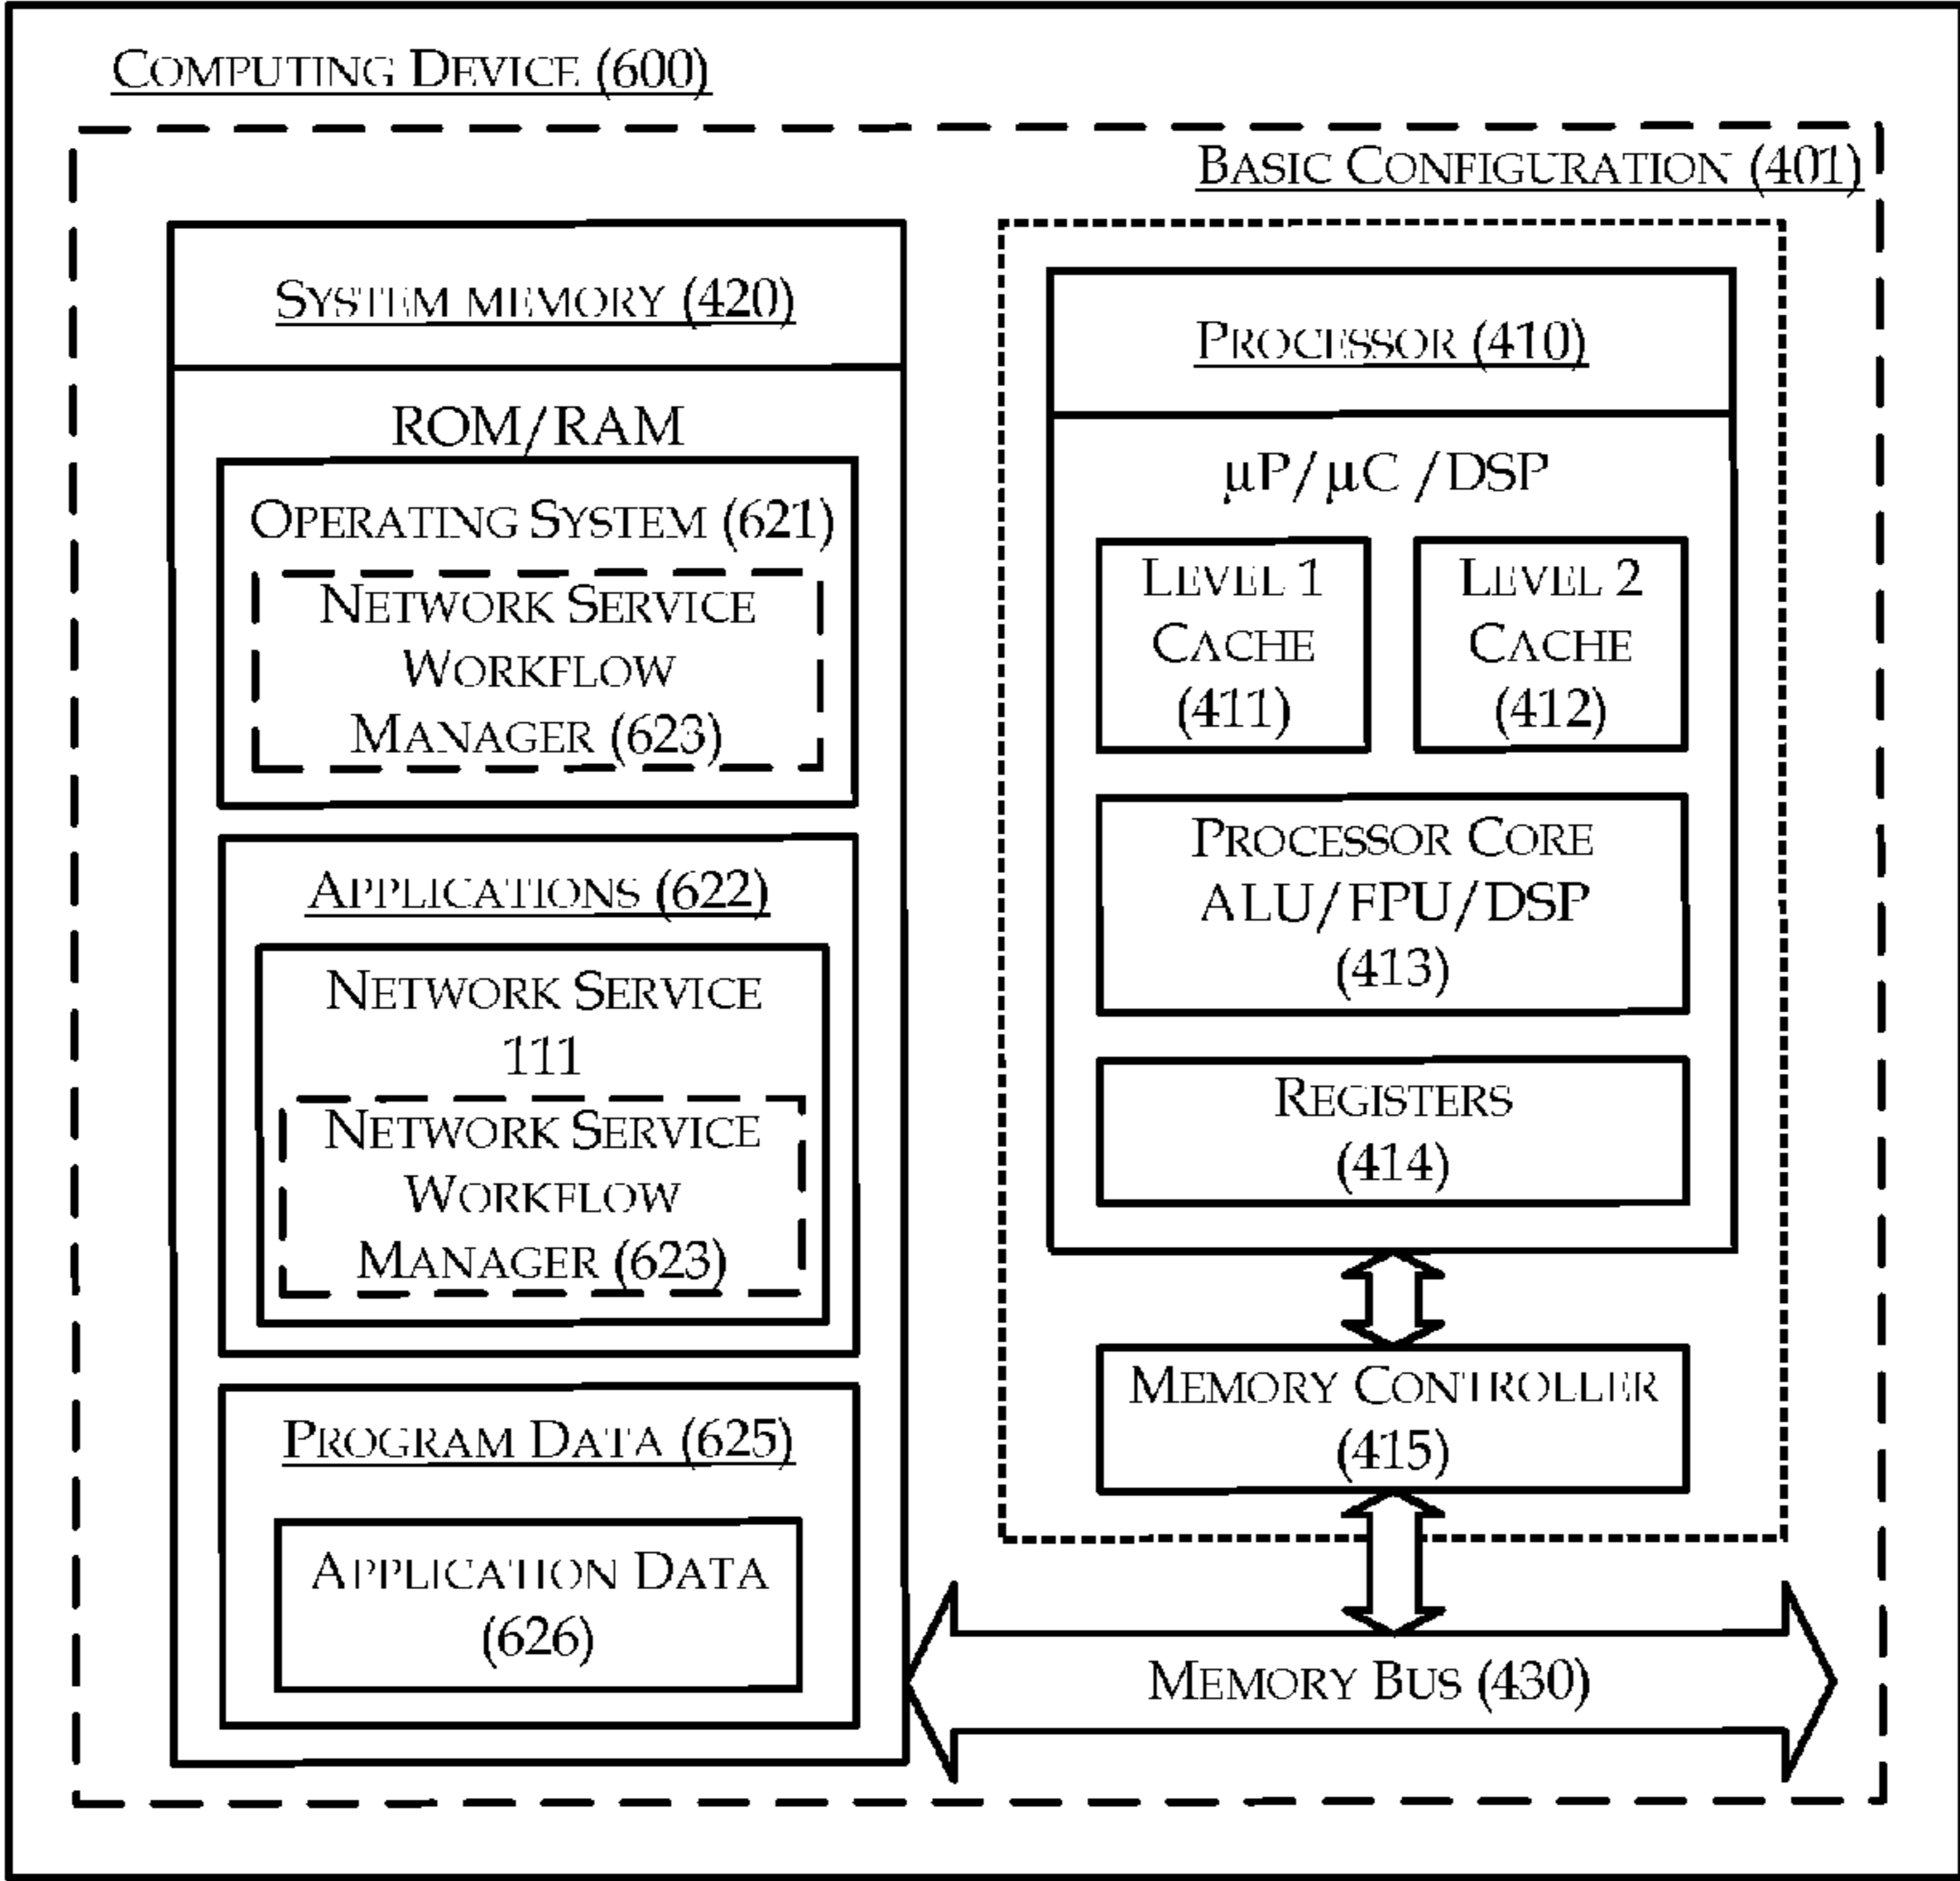 COMPUTING DEVICE (600)
BASIC CONFIGURATION (401)
SYSTEM MEMORY (420)
ROM/RAM
OPERATING SYSTEM (621)
NETWORK SERVICE
WORKFLOW
MANAGER (623)
APPLICATIONS (622)
NETWORK SERVICE
111
NETWORK SERVICE
WORKFLOW
MANAGER (623)
PROGRAM DATA (625)
APPLICATION DATA
(626)
PROCESSOR (410)
µP/µC /DSP
LEVEL 1
CACHE
(411)
LEVEL 2
CACHE
(412)
PROCESSOR CORE
ALU/FPU/DSP
(413)
REGISTERS
(414)
MEMORY CONTROLLER
(415)
MEMORY BUS (430)